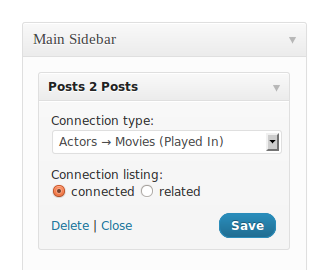 Main Sidebar
Posts 2 Posts
Connection type:
Actors → Movies (Played In)
Connection listing:
connected related
Delete | Close Save